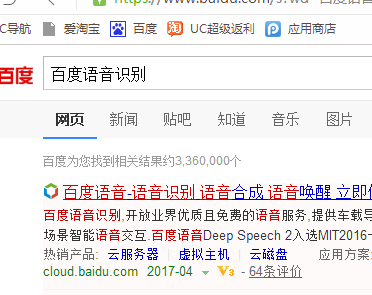 https://www.baidu.com/s?wd=百度语音
UC导航 爱淘宝 百度 UC超级返利 应用商店
百度 百度语音识别
网页 新闻 贴吧 知道 音乐 图片
百度为您找到相关结果约3,360,000个
百度语音-语音识别 语音合成 语音唤醒 立即
百度语音识别,开放业界优质且免费的语音服务,提供车载导
场景智能语音交互.百度语音Deep Speech 2入选MIT2016
热销产品: 云服务器 虚拟主机 云磁盘 应用方案
cloud.baidu.com 2017-04 V3 - 64条评价